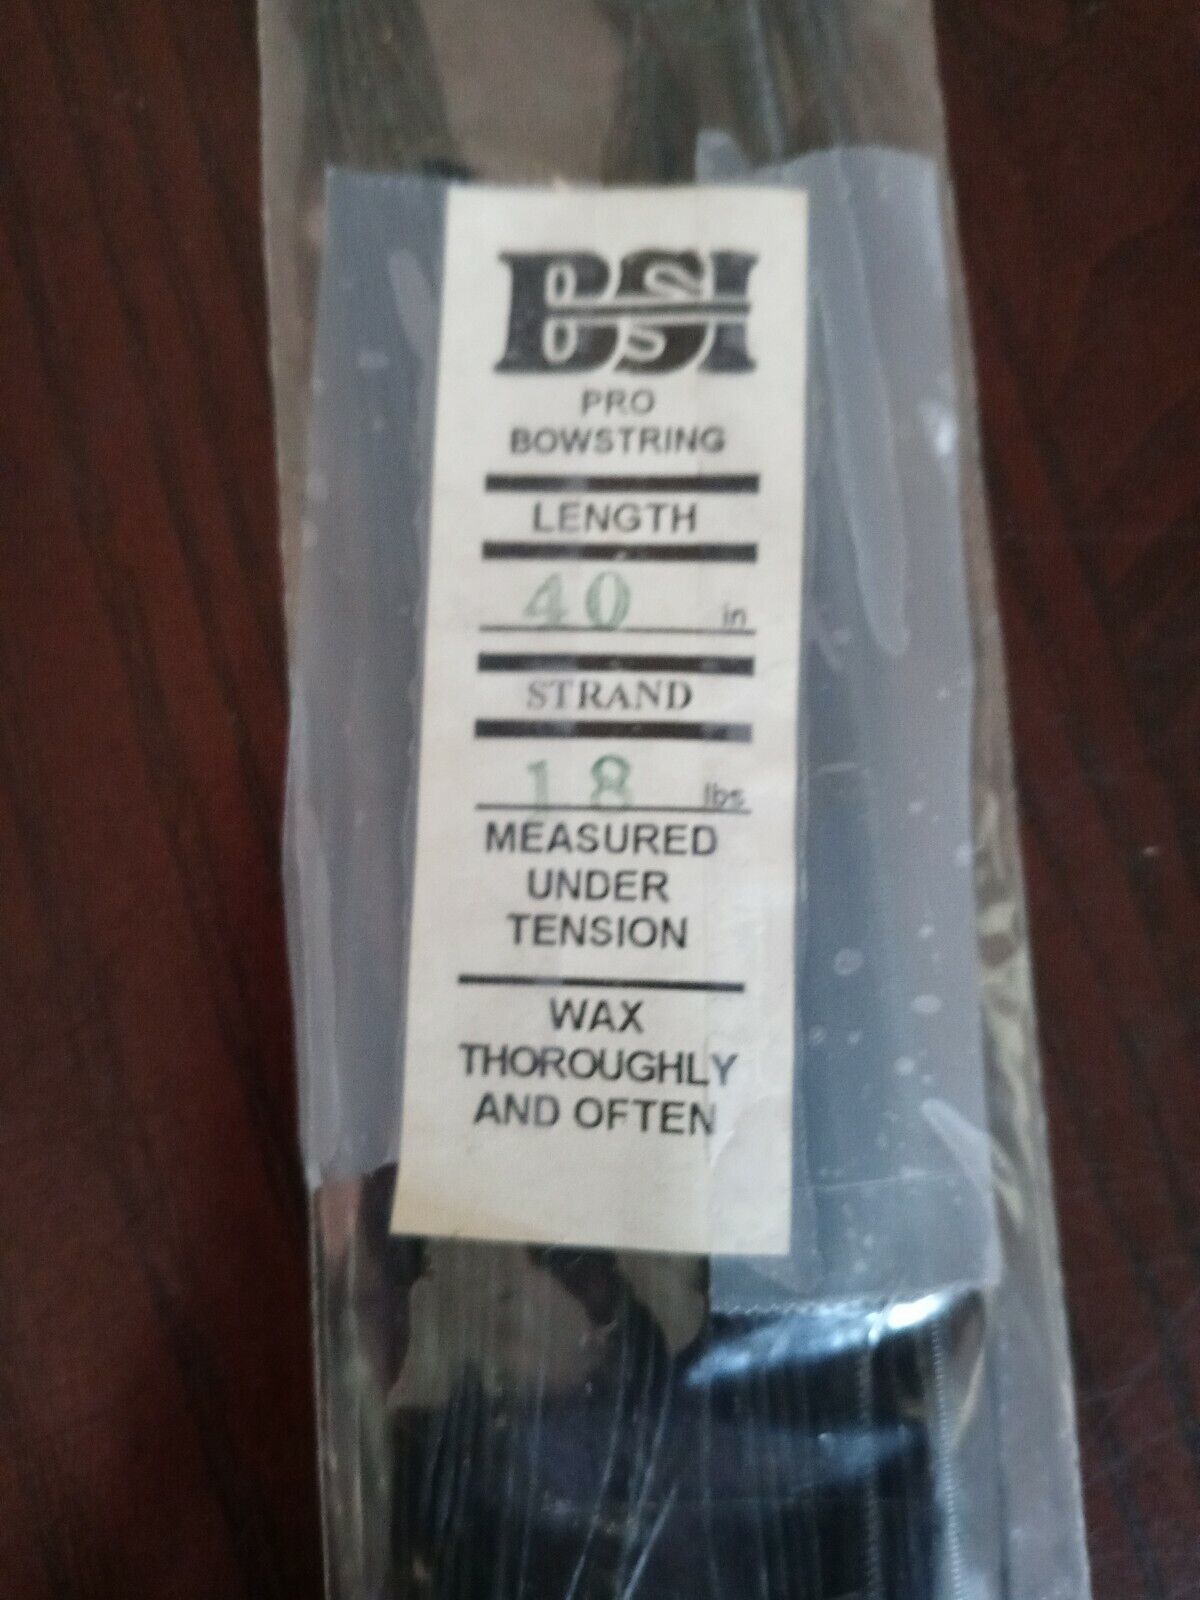 BSI
PRO
BOWSTRING
LENGTH
40 in
STRAND
18 lbs
MEASURED
UNDER
TENSION
WAX
THOROUGHLY
AND OFTEN